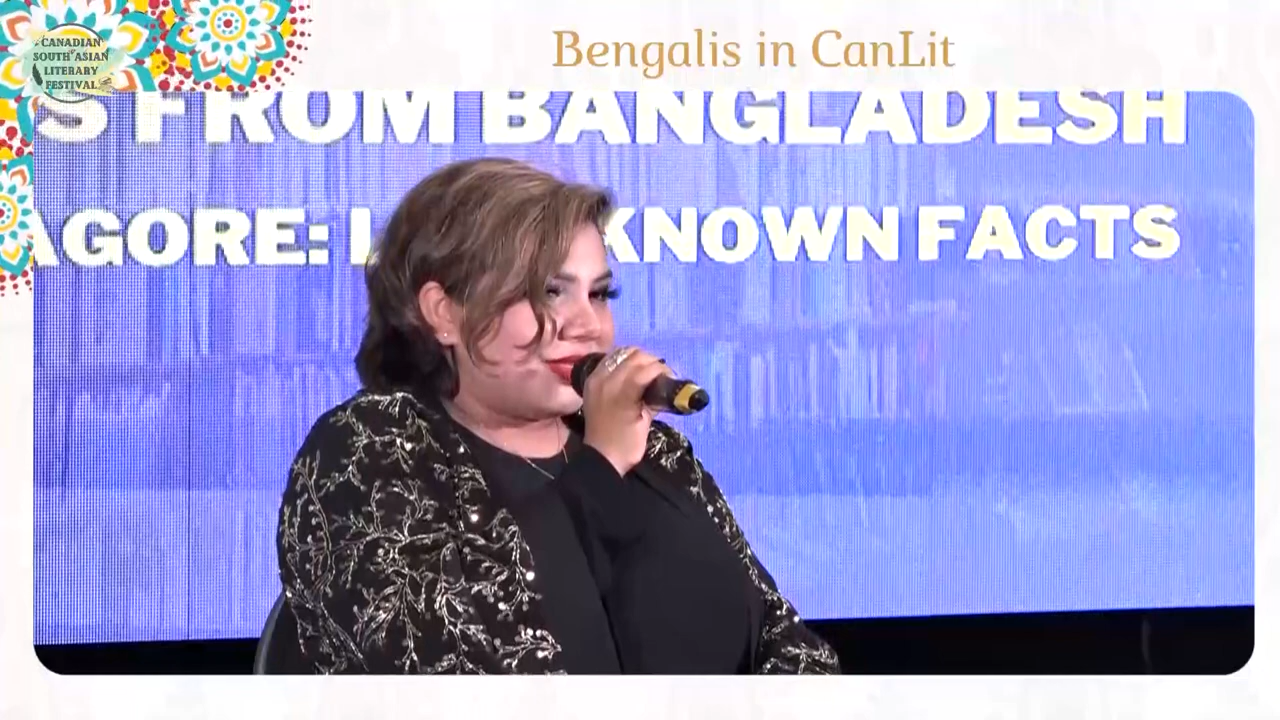 CANADIAN
SOUTH ASIAN
LITERARY
FESTIVAL
Bengalis in CanLit
S FROM BANGLADESH
AGORE: L KNOWN FACTS